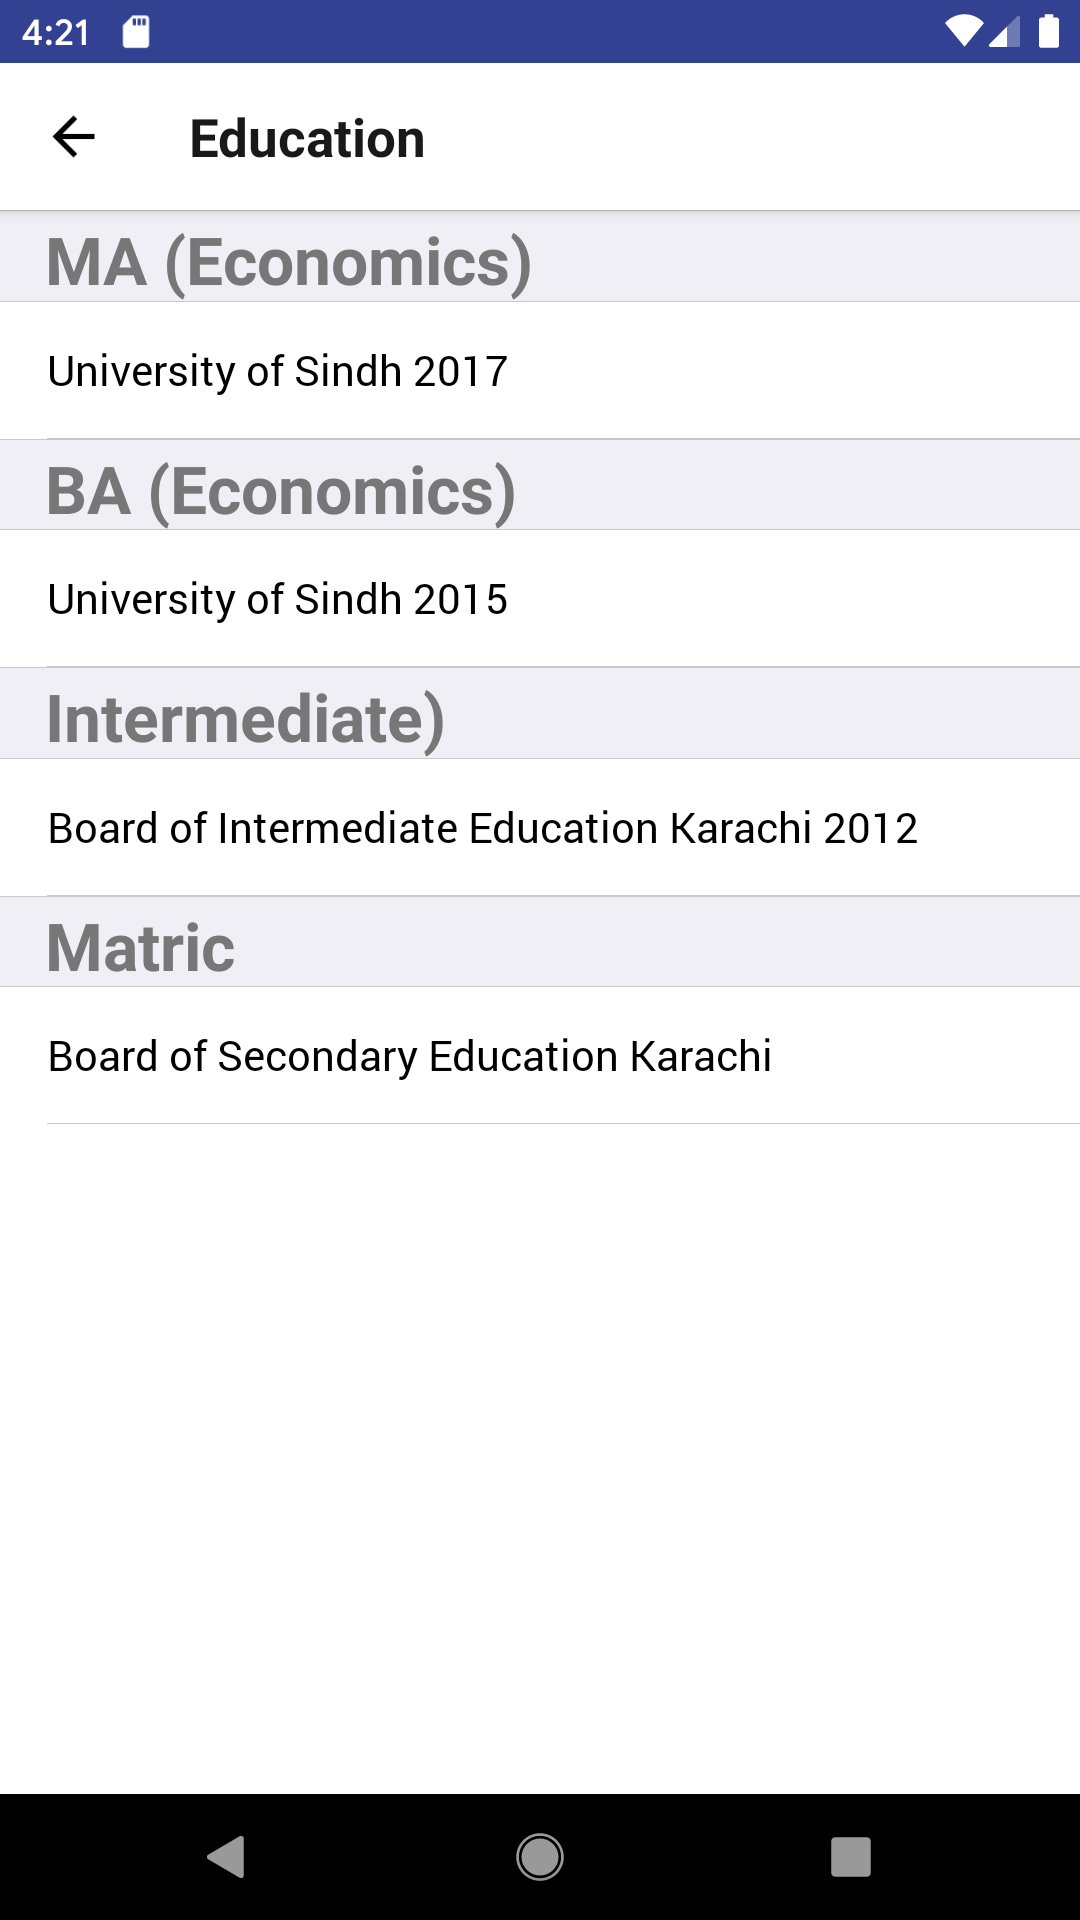 4:21
Education
MA (Economics)
University of Sindh 2017
BA (Economics)
University of Sindh 2015
Intermediate)
Board of Intermediate Education Karachi 2012
Matric
Board of Secondary Education Karachi